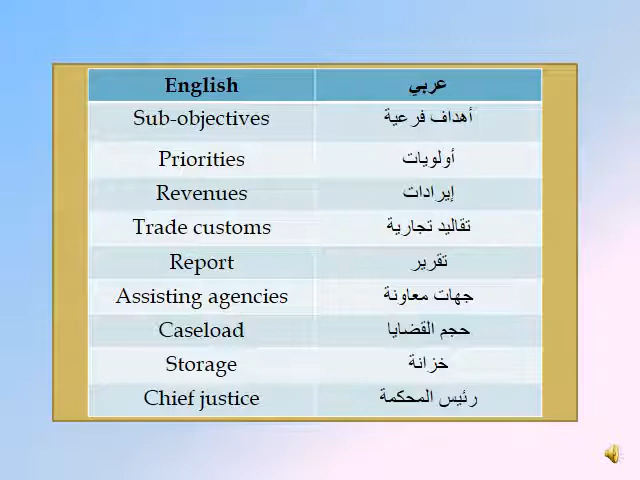 English عربي
Sub-objectives أهداف فرعية
Priorities أولويات
Revenues إيرادات
Trade customs تقاليد تجارية
Report تقرير
Assisting agencies جهات معاونة
Caseload حجم القضايا
Storage خزانة
Chief justice رئيس المحكمة